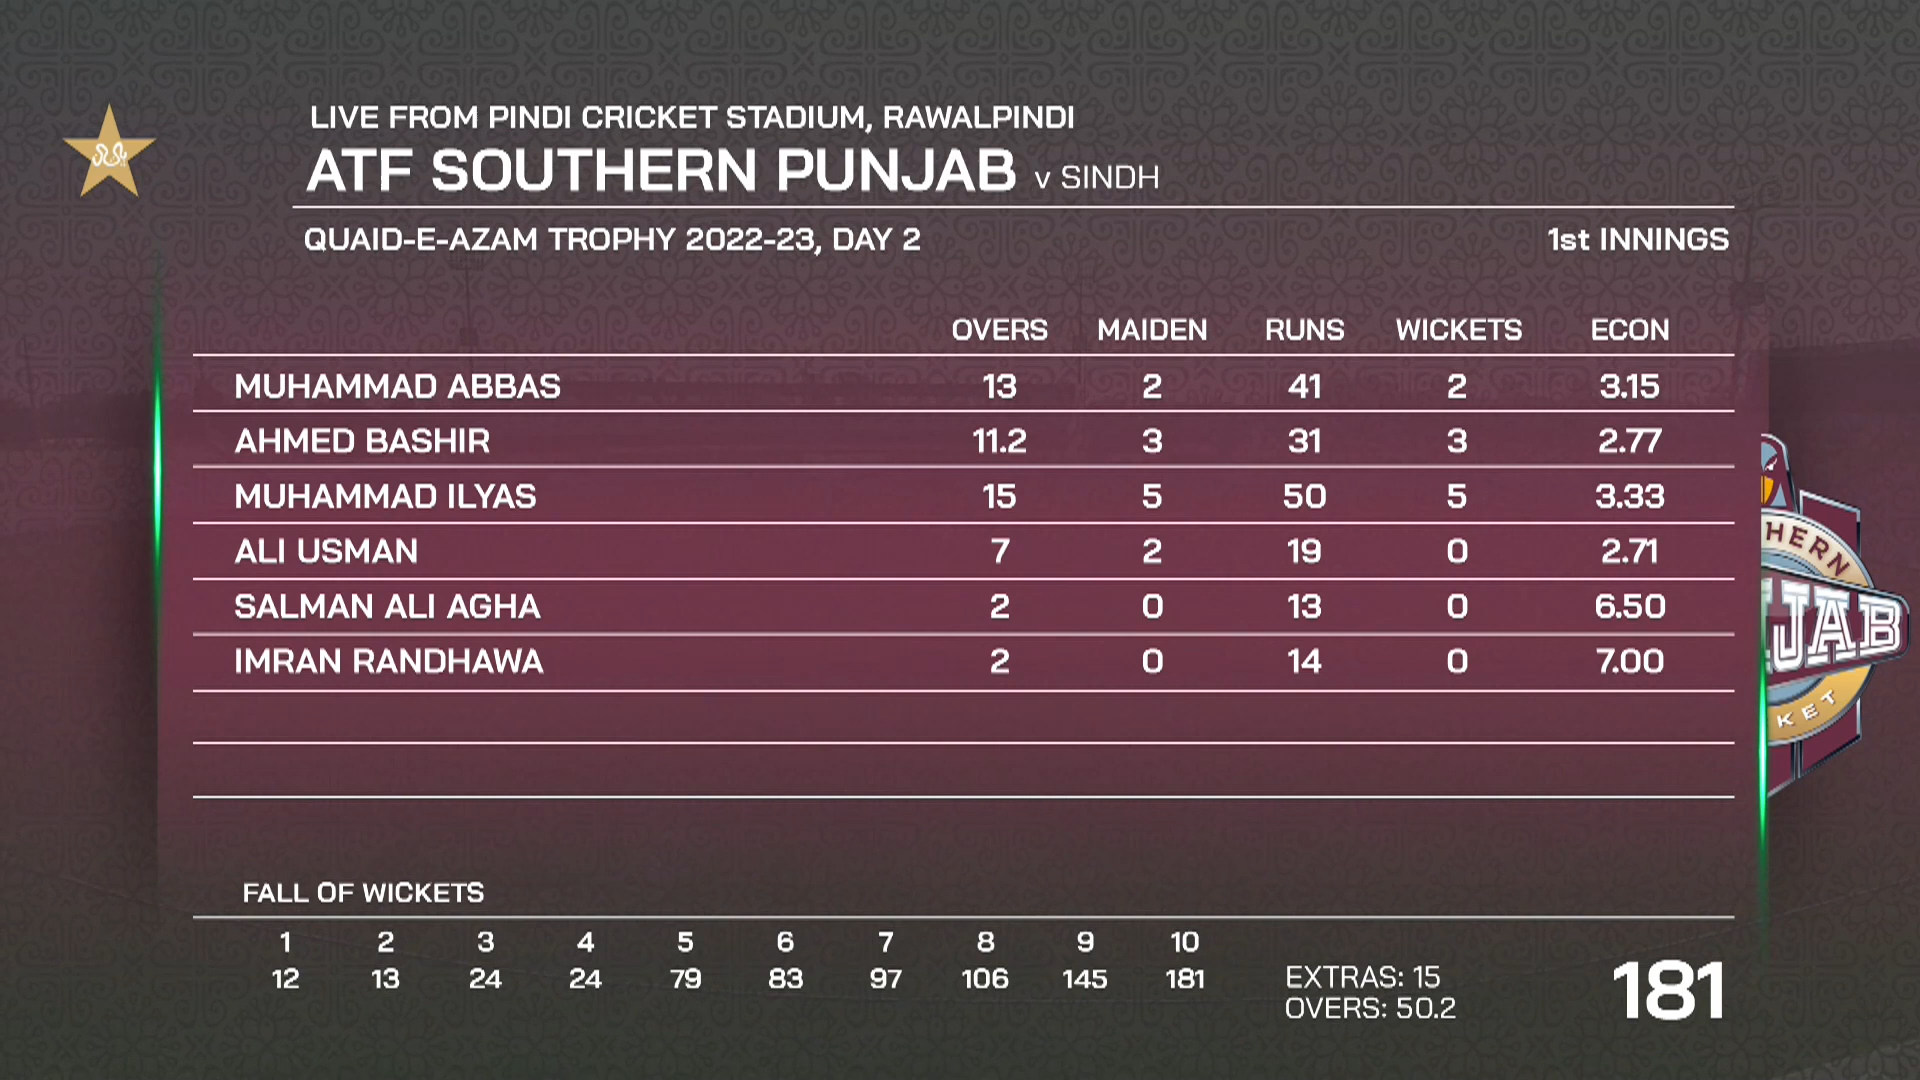 LIVE FROM PINDI CRICKET STADIUM, RAWALPINDI
ATF SOUTHERN PUNJAB v SINDH
QUAID-E-AZAM TROPHY 2022-23, DAY 2 1st INNINGS
OVERS MAIDEN RUNS WICKETS ECON
MUHAMMAD ABBAS 13 2 41 2 3.15
AHMED BASHIR 11.2 3 31 3 2.77
MUHAMMAD ILYAS 15 5 50 5 3.33
ALI USMAN 7 2 19 0 2.71
SALMAN ALI AGHA 2 0 13 0 6.50
IMRAN RANDHAWA 2 0 14 0 7.00
HERN
JAB
KET
FALL OF WICKETS
1 2 3 4 5 6 7 8 9 10
12 13 24 24 79 83 97 106 145 181
EXTRAS: 15
OVERS: 50.2
181